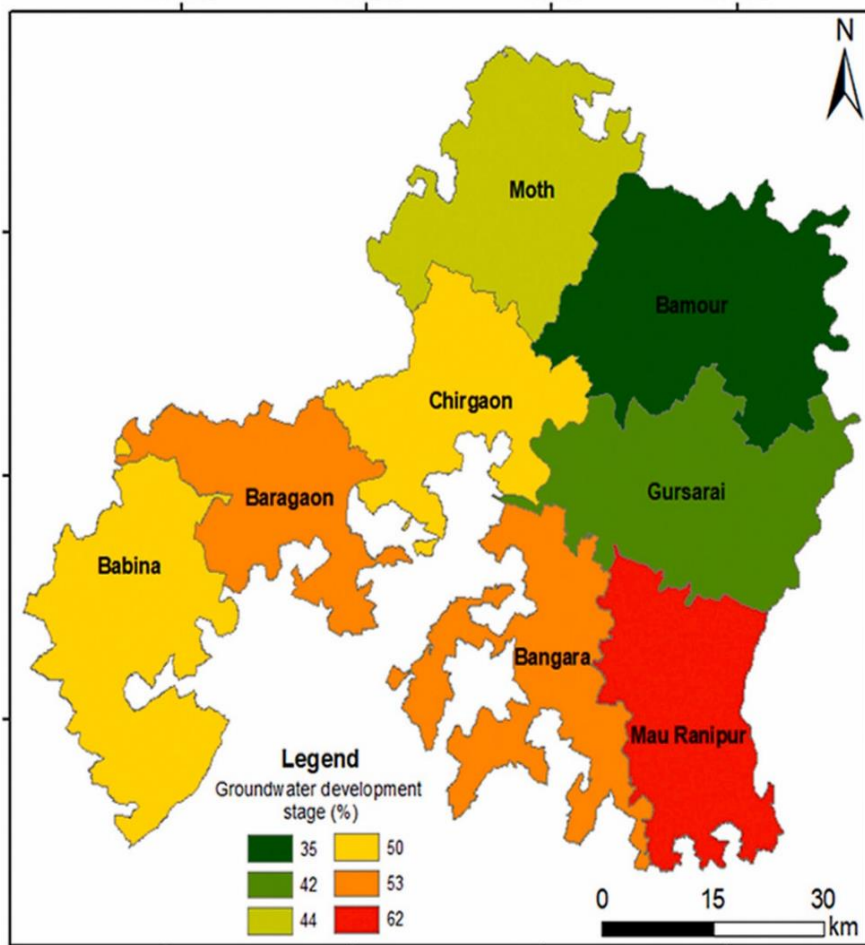 N
Moth
Bamour
Chirgaon
Baragaon
Gursarai
Babina
Bangara
Mau Ranipur
Legend
Groundwater development
stage (%)
35 50
42 53
44 62
0 15 30
km